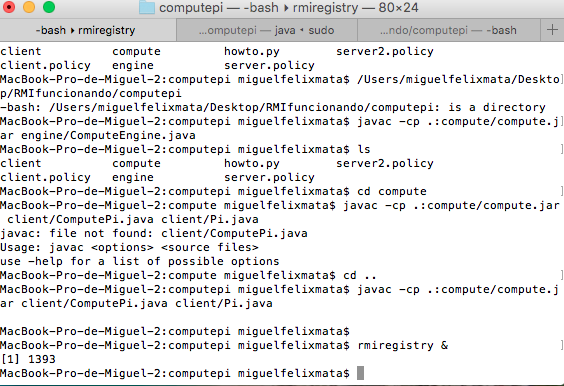 computepi — -bash ▸ rmiregistry — 80×24
-bash ▸ rmiregistry
...omputepi — java • sudo
...ndo/computepi — -bash
+
client compute howto.py server2.policy
client.policy engine server.policy
MacBook-Pro-de-Miguel-2:computepi miguelfelixmata$ /Users/miguelfelixmata/Deskto]
p/RMIfuncionando/computepi
-bash: /Users/miguelfelixmata/Desktop/RMIfuncionando/computepi: is a directory
MacBook-Pro-de-Miguel-2:computepi miguelfelixmata$ javac -cp .:compute/compute.j]
ar engine/ComputeEngine.java
MacBook-Pro-de-Miguel-2:computepi miguelfelixmata$ ls ]
client compute howto.py server2.policy
client.policy engine server.policy
MacBook-Pro-de-Miguel-2:computepi miguelfelixmata$ cd compute ]
MacBook-Pro-de-Miguel-2:compute miguelfelixmata$ javac -cp .:compute/compute.jar]
client/ComputePi.java client/Pi.java
javac: file not found: client/ComputePi.java
Usage: javac <options> <source files>
use -help for a list of possible options
MacBook-Pro-de-Miguel-2:compute miguelfelixmata$ cd .. ]
MacBook-Pro-de-Miguel-2:computepi miguelfelixmata$ javac -cp .:compute/compute.j]
ar client/ComputePi.java client/Pi.java
MacBook-Pro-de-Miguel-2:computepi miguelfelixmata$
MacBook-Pro-de-Miguel-2:computepi miguelfelixmata$ rmiregistry & ]
[1] 1393
MacBook-Pro-de-Miguel-2:computepi miguelfelixmata$